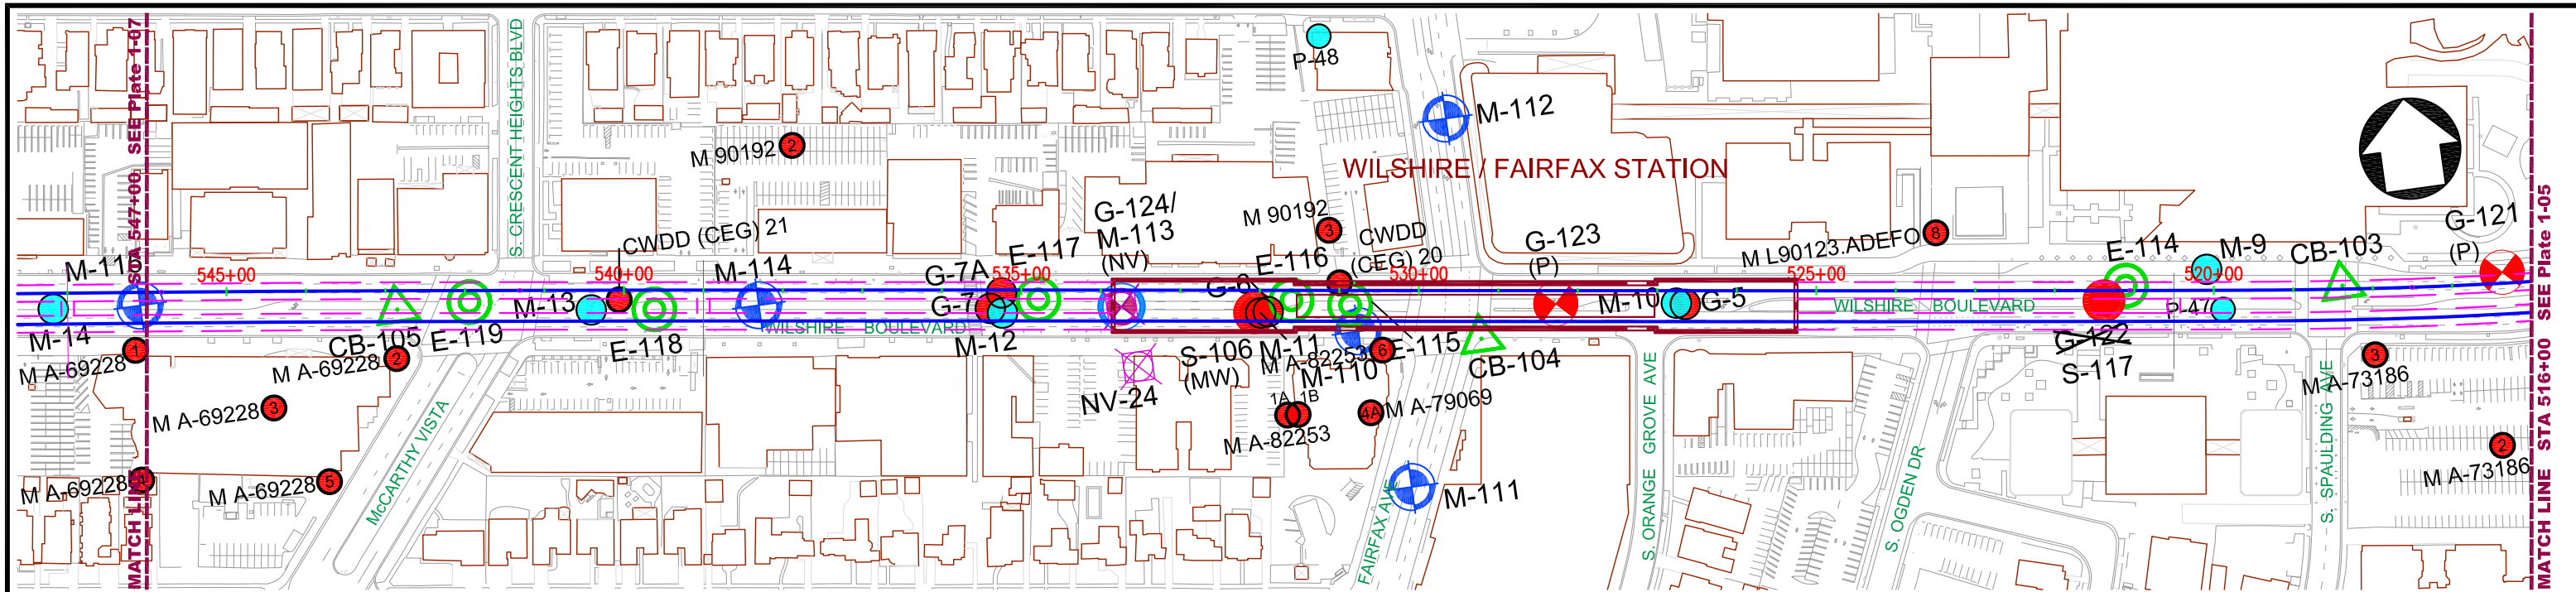 MATCH LINE STA 547+00 SEE Plate 1-07
S. CRESCENT HEIGHTS BLVD
P-48
M-112
M 90192
2
WILSHIRE / FAIRFAX STATION
M 90192
3
G-124/
M-113
(NV)
CWDD
(CEG) 20
G-123
(P)
M L90123.ADEFO
8
G-121
(P)
CWDD (CEG) 21
E-117
E-116
E-114
M-9
CB-103
M-114
G-7A
G-7
G-6
545+00
540+00
535+00
530+00
525+00
520+00
M-13
M-10
G-5
P-47
WILSHIRE BOULEVARD
WILSHIRE BOULEVARD
M-14
CB-105
E-119
E-118
M-12
S-106
(MW)
M-11
E-115
CB-104
G-122
S-117
1
M A-69228
2
M A-69228
M A-82253
6
M-110
3
M A-73186
NV-24
3
M A-69228
1A
1B
M A-82253
4A
M A-79069
M-111
M A-69228
M A-69228
5
2
M A-73186
McCARTHY VISTA
FAIRFAX AVE
S. ORANGE GROVE AVE
S. OGDEN DR
S. SPAULDING AVE
MATCH LINE STA 516+00 SEE Plate 1-05